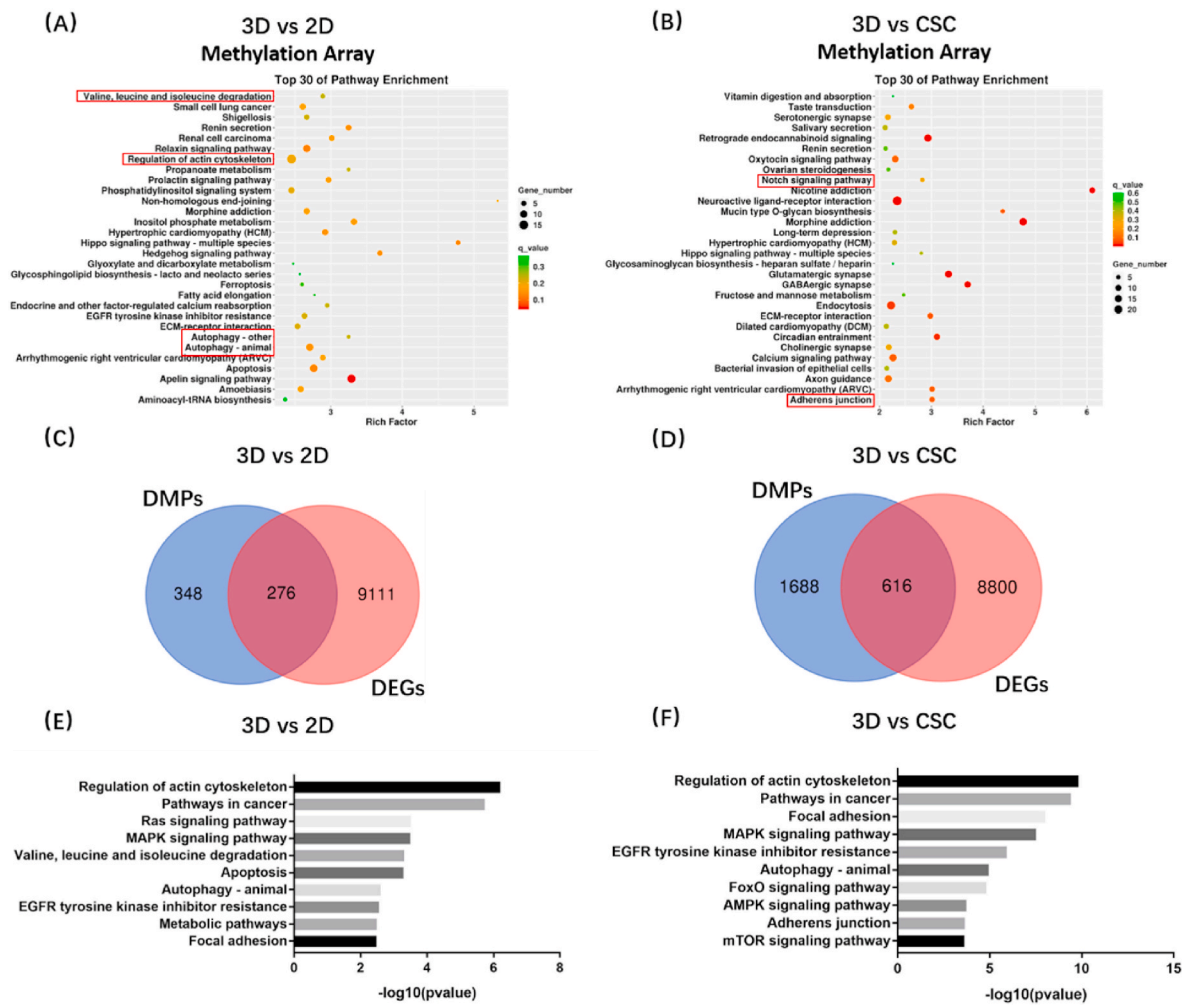 (A)
3D vs 2D
Methylation Array
Top 30 of Pathway Enrichment
Valine, leucine and isoleucine degradation
Small cell lung cancer
Shigellosis
Renin secretion
Renal cell carcinoma
Relaxin signaling pathway
Regulation of actin cytoskeleton
Propanoate metabolism
Prolactin signaling pathway
Phosphatidylinositol signaling system
Non-homologous end-joining
Morphine addiction
Inositol phosphate metabolism
Hypertrophic cardiomyopathy (HCM)
Hippo signaling pathway - multiple species
Hedgehog signaling pathway
Glyoxylate and dicarboxylate metabolism
Glycosphingolipid biosynthesis - lacto and neolacto series
Ferroptosis
Fatty acid elongation
Endocrine and other factor-regulated calcium reabsorption
EGFR tyrosine kinase inhibitor resistance
ECM-receptor interaction
Autophagy - other
Autophagy - animal
Arrhythmogenic right ventricular cardiomyopathy (ARVC)
Apoptosis
Apelin signaling pathway
Amoebiasis
Aminoacyl-tRNA biosynthesis
3 4 5
Rich Factor
Gene_number
5
10
15
q_value
0.3
0.2
0.1
(B)
3D vs CSC
Methylation Array
Top 30 of Pathway Enrichment
Vitamin digestion and absorption
Taste transduction
Serotonergic synapse
Salivary secretion
Retrograde endocannabinoid signaling
Renin secretion
Oxytocin signaling pathway
Ovarian steroidogenesis
Notch signaling pathway
Nicotine addiction
Neuroactive ligand-receptor interaction
Mucin type O-glycan biosynthesis
Morphine addiction
Long-term depression
Hypertrophic cardiomyopathy (HCM)
Hippo signaling pathway - multiple species
Glycosaminoglycan biosynthesis - heparan sulfate / heparin
Glutamatergic synapse
GABAergic synapse
Fructose and mannose metabolism
Endocytosis
ECM-receptor interaction
Dilated cardiomyopathy (DCM)
Circadian entrainment
Cholinergic synapse
Calcium signaling pathway
Bacterial invasion of epithelial cells
Axon guidance
Arrhythmogenic right ventricular cardiomyopathy (ARVC)
Adherens junction
2 3 4 5 6
Rich Factor
q_value
0.6
0.5
0.4
0.3
0.2
0.1
Gene_number
5
10
15
20
(C)
3D vs 2D
DMPs
348 276 9111
DEGs
(D)
3D vs CSC
DMPs
1688 616 8800
DEGs
(E)
3D vs 2D
Regulation of actin cytoskeleton
Pathways in cancer
Ras signaling pathway
MAPK signaling pathway
Valine, leucine and isoleucine degradation
Apoptosis
Autophagy - animal
EGFR tyrosine kinase inhibitor resistance
Metabolic pathways
Focal adhesion
0 2 4 6 8
-log10(pvalue)
(F)
3D vs CSC
Regulation of actin cytoskeleton
Pathways in cancer
Focal adhesion
MAPK signaling pathway
EGFR tyrosine kinase inhibitor resistance
Autophagy - animal
FoxO signaling pathway
AMPK signaling pathway
Adherens junction
mTOR signaling pathway
0 5 10 15
-log10(pvalue)